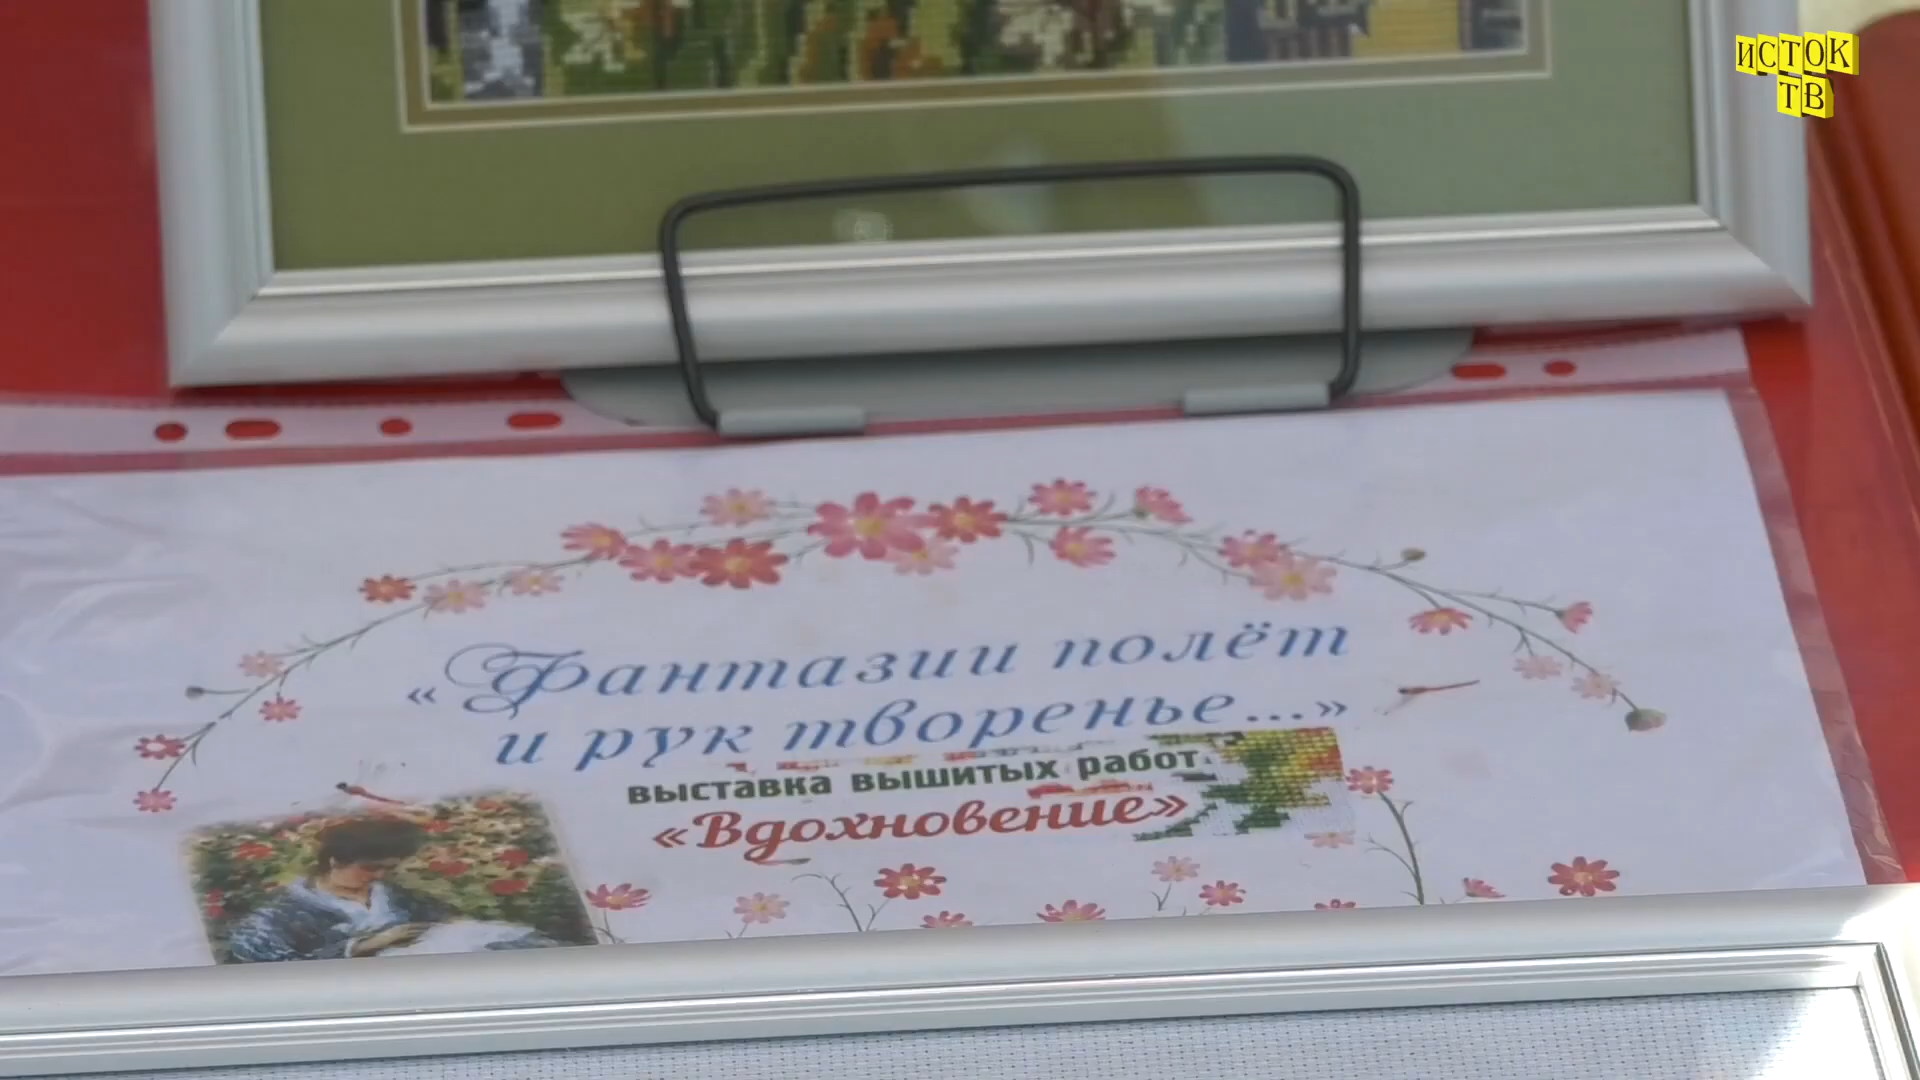 ИСТОК
ТВ
«Фантазии полёт
и рук творенье...»
выставка вышитых работ
«Вдохновение»